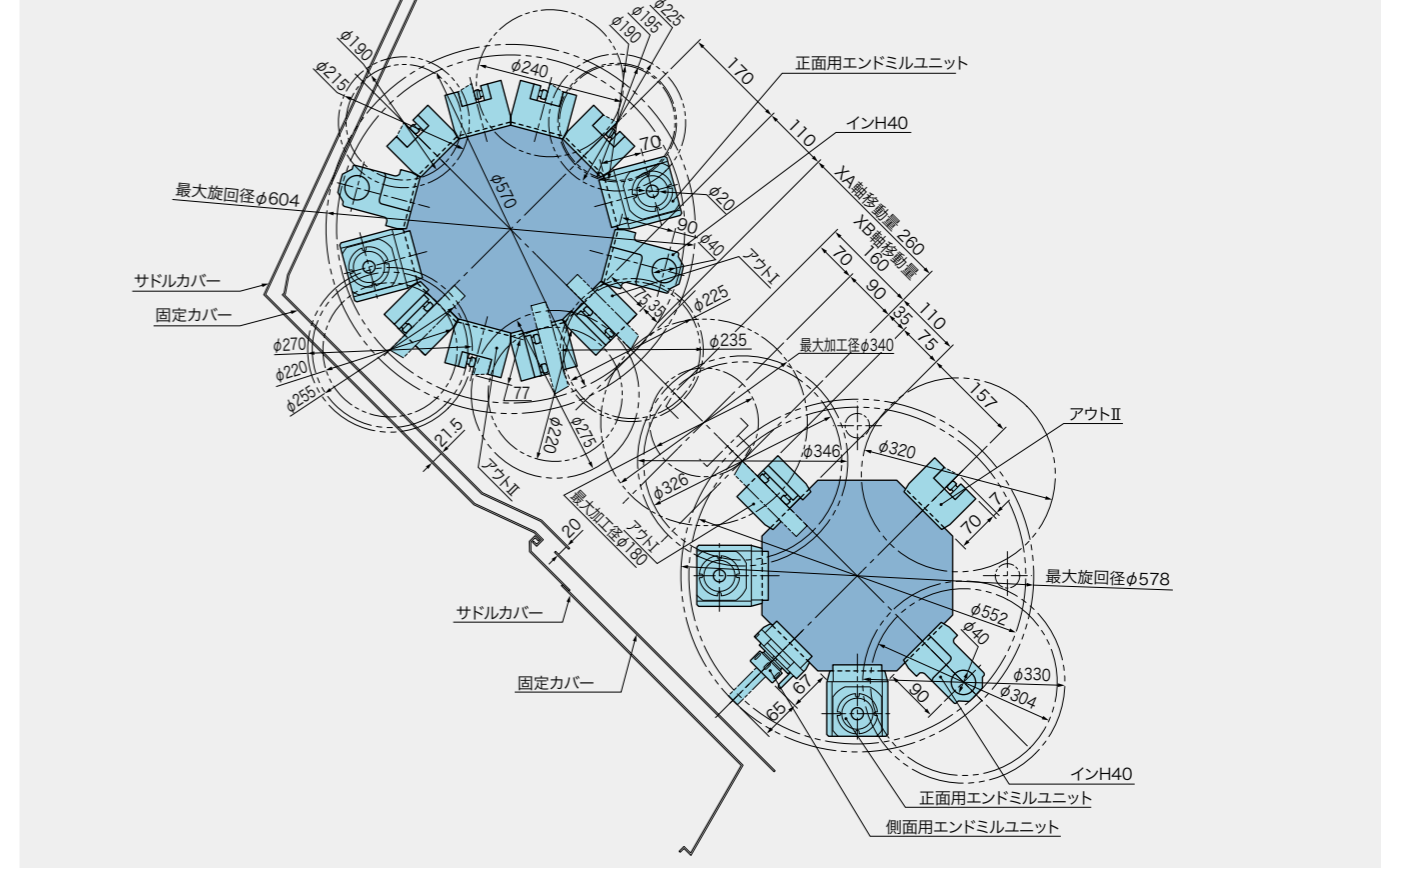 φ225
φ195
φ190
φ190
φ215
φ240
170
正面用エンドミルユニット
110
インH40
70
XA軸移動量 260
XB軸移動量
160
最大旋回径φ604
φ570
φ20
90
φ40
アウトⅠ
70
90
35
110
75
サドルカバー
固定カバー
75
35
φ225
φ235
最大加工径φ340
φ270
φ220
φ255
77
157
アウトⅡ
21.5
φ220
φ275
アウトⅡ
φ346
φ320
φ326
最大加工径φ180
アウトⅠ
7
70
20
最大旋回径φ578
サドルカバー
φ552
φ40
φ330
φ304
固定カバー
67
65
90
インH40
正面用エンドミルユニット
側面用エンドミルユニット